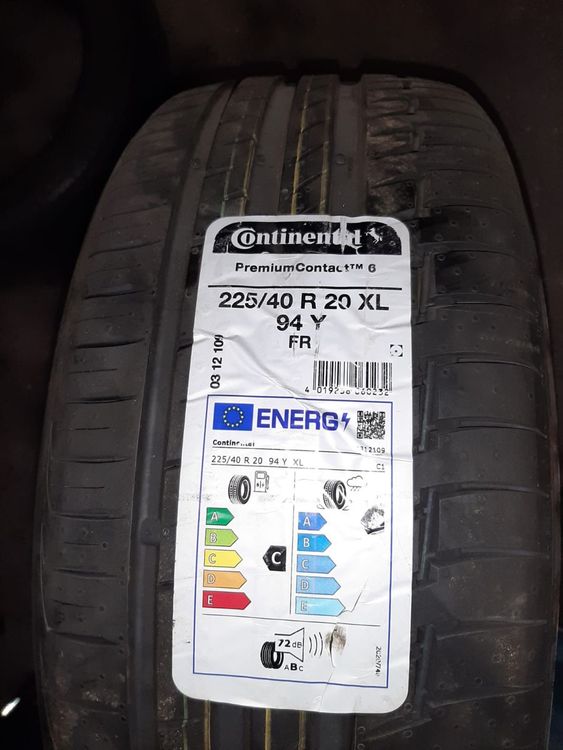 Continental
PremiumContact™ 6
225/40 R 20 XL
94 Y
FR
03 12 109
ENERG
225/40 R 20 94 Y XL
C1
A
B
C
D
E
C
A
B
C
D
E
72 dB
ABC